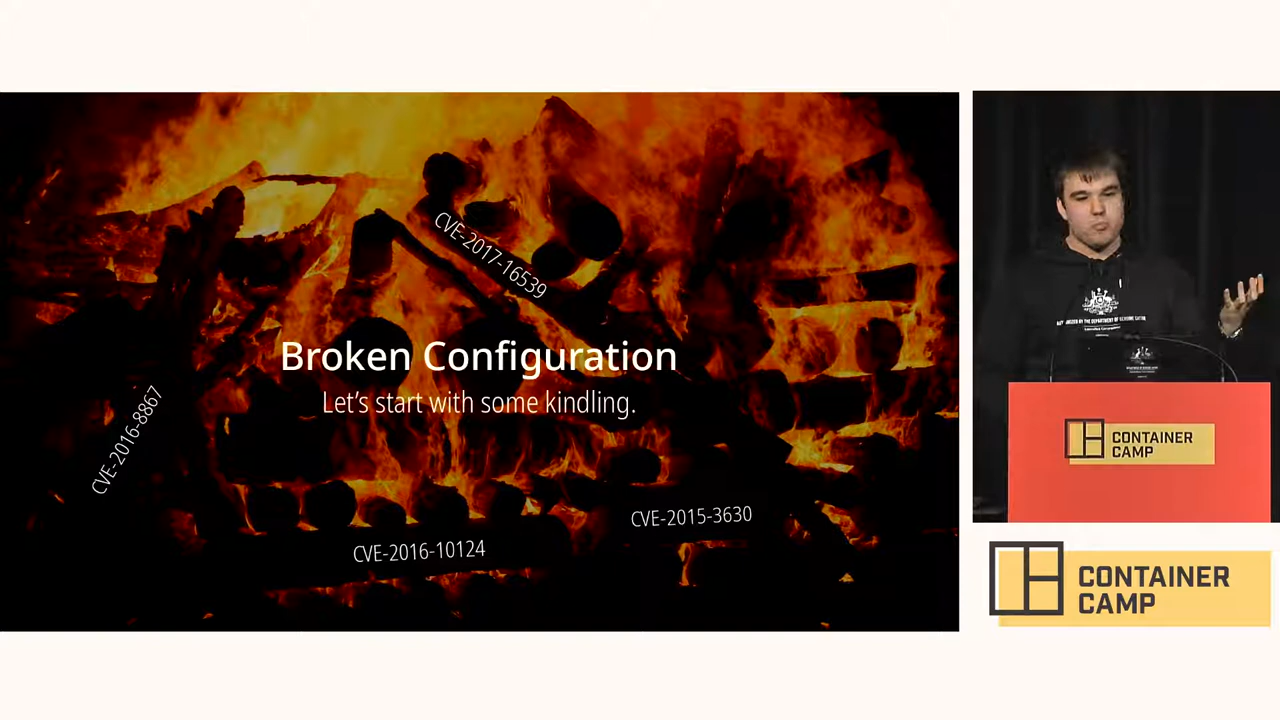 CVE-2017-16539
Broken Configuration
Let's start with some kindling.
CVE-2016-8867
CVE-2015-3630
CVE-2016-10124
CONTAINER
CAMP
CONTAINER
CAMP